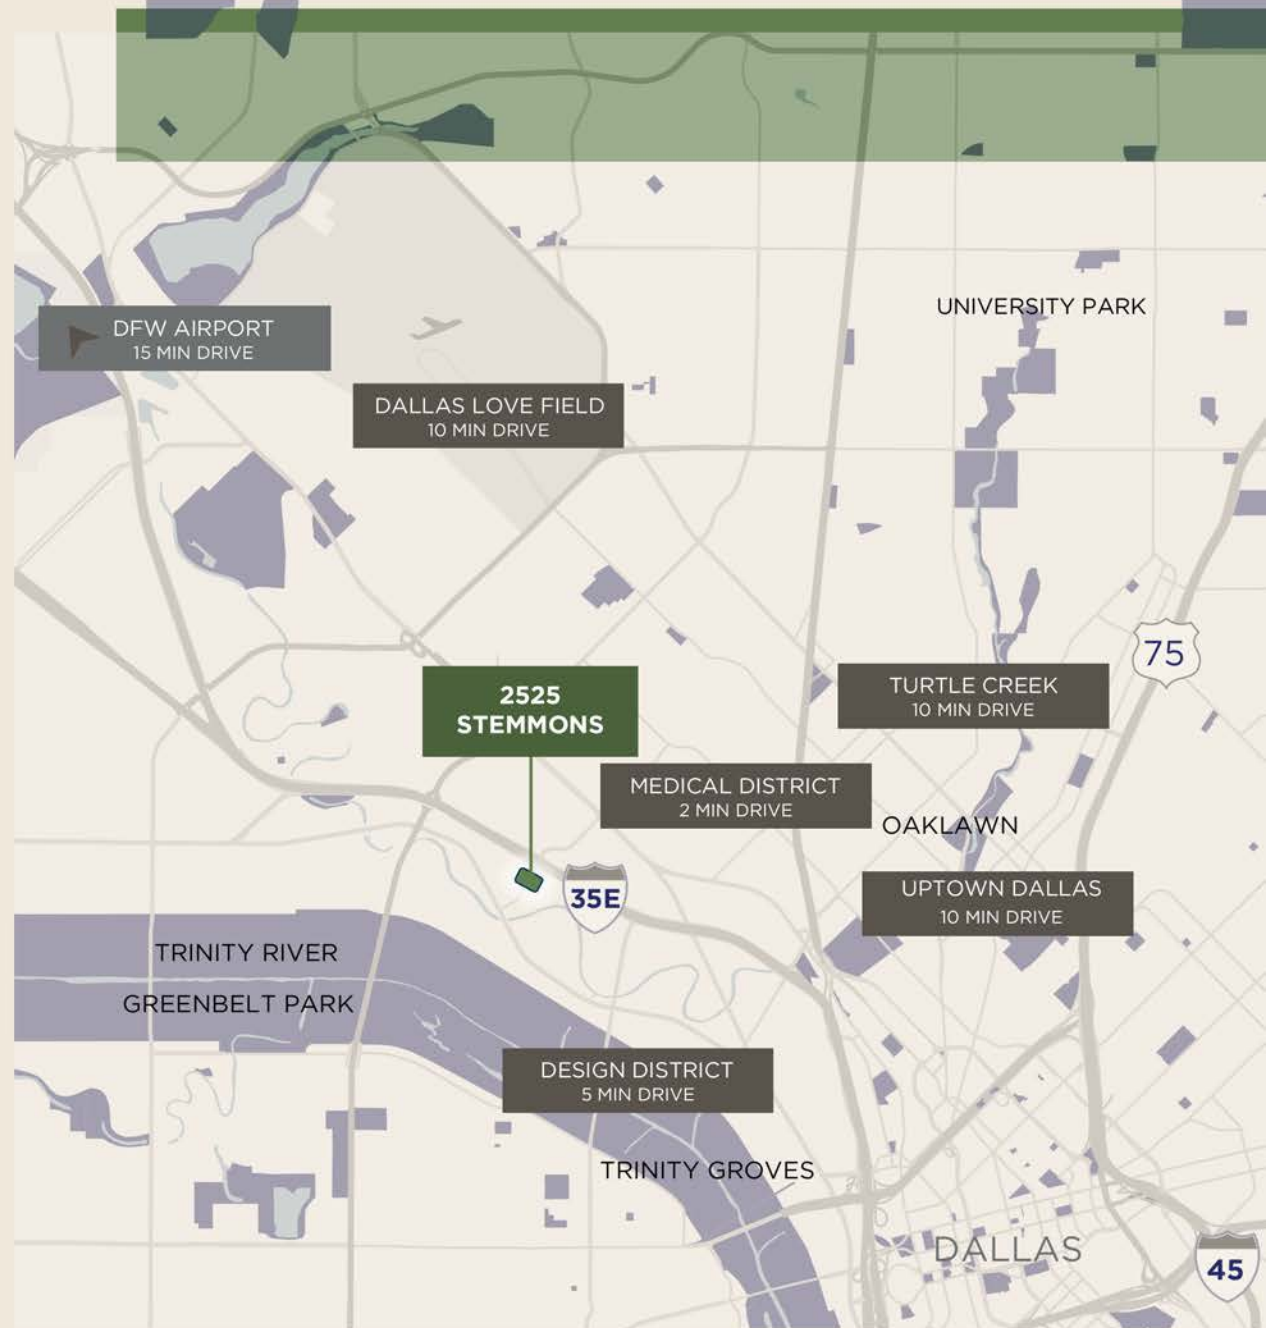 UNIVERSITY PARK
DFW AIRPORT
15 MIN DRIVE
DALLAS LOVE FIELD
10 MIN DRIVE
75
2525
STEMMONS
TURTLE CREEK
10 MIN DRIVE
MEDICAL DISTRICT
2 MIN DRIVE
OAKLAWN
35E
UPTOWN DALLAS
10 MIN DRIVE
TRINITY RIVER
GREENBELT PARK
DESIGN DISTRICT
5 MIN DRIVE
TRINITY GROVES
DALLAS
45